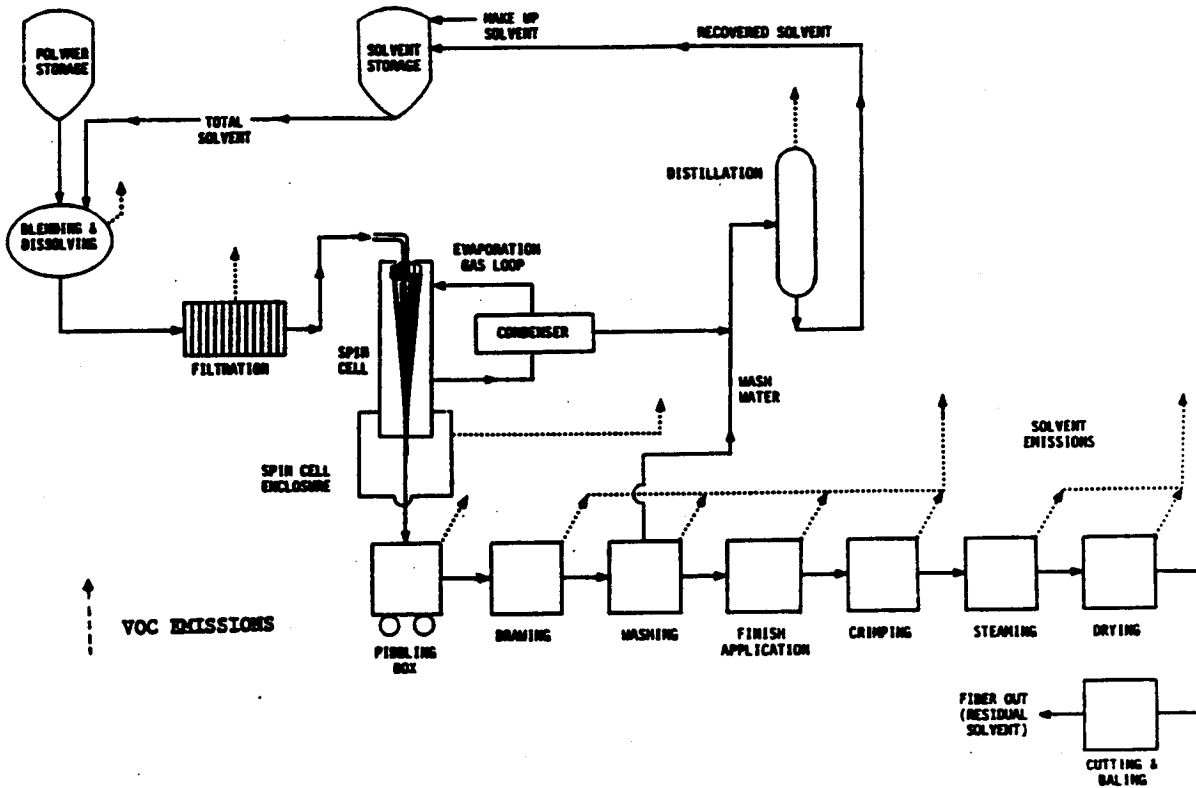 POLYMER
STORAGE
SOLVENT
STORAGE
MAKE UP
SOLVENT
RECOVERED SOLVENT
TOTAL
SOLVENT
DISTILLATION
BLENDING &
DISSOLVING
EVAPORATION
GAS LOOP
CONDENSER
FILTRATION
SPIN
CELL
WASH
WATER
SOLVENT
EMISSIONS
SPIN CELL
ENCLOSURE
VOC EMISSIONS
PIDDLING
BOX
DRAWING
WASHING
FINISH
APPLICATION
CRIMPING
STEAMING
DRYING
FIBER OUT
(RESIDUAL
SOLVENT)
CUTTING &
BALING